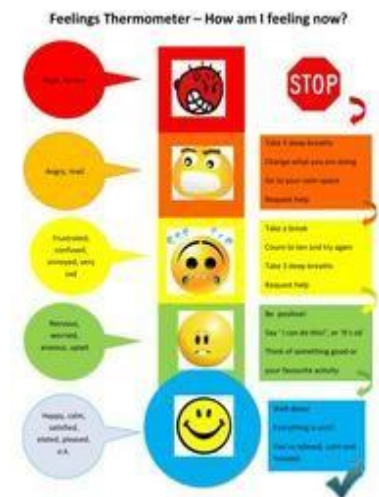 Feelings Thermometer – How am I feeling now?
STOP
Take 3 deep breaths
Change what you are doing
Go to your calm space
Request help
Angry, mad
Frustrated,
confused,
annoyed, very
sad
Take a break
Count to ten and try again
Take 3 deep breaths
Request help
Nervous,
worried,
anxious, upset
Be positive!
Say "I can do this", or
Think of something good or
your favourite activity
Happy, calm,
satisfied,
elated, pleased,
o.k.
Well done!
Everything is
You're relaxed, calm and
focused